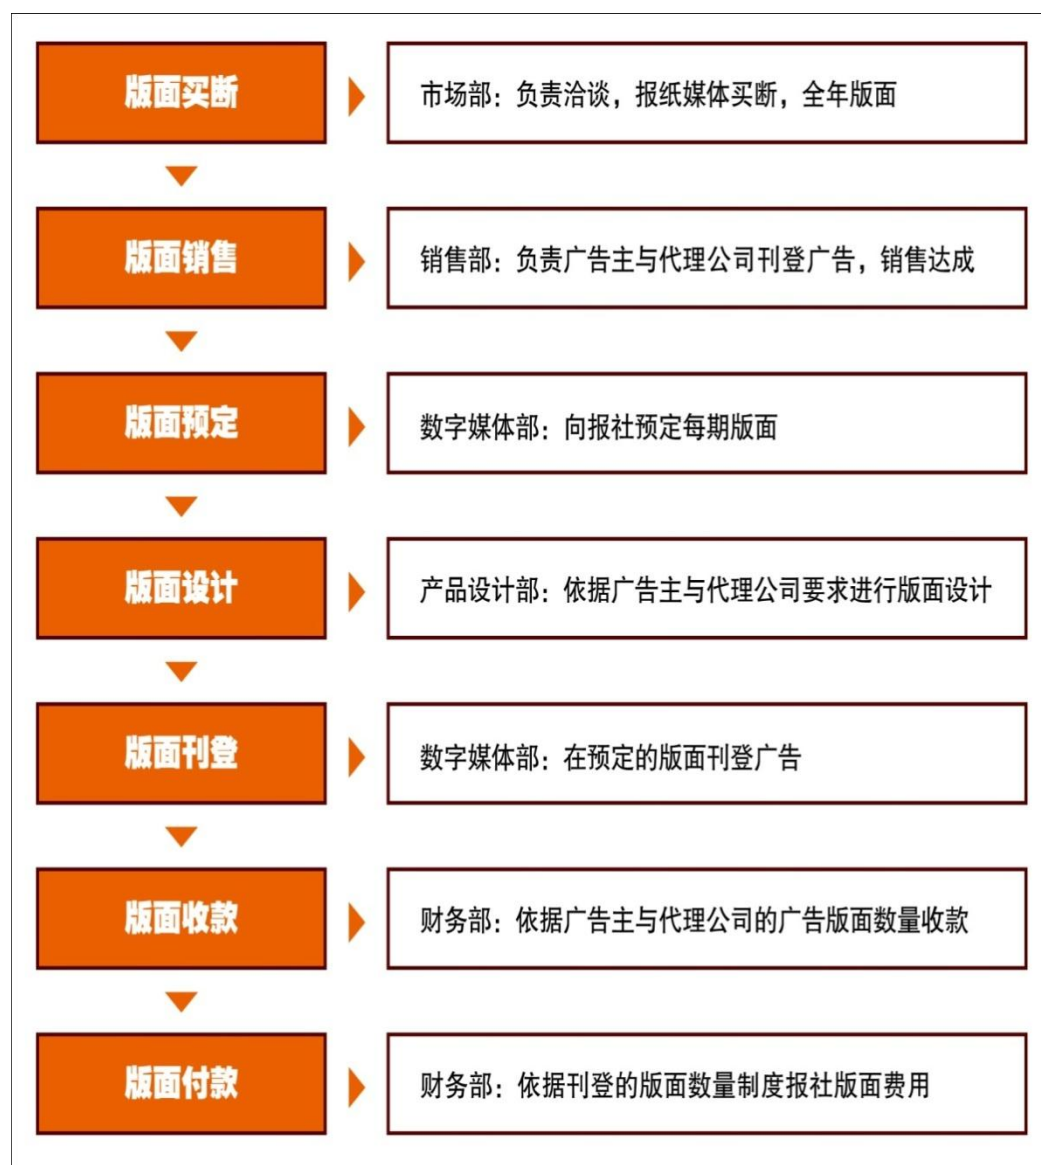 版面买断
市场部：负责洽谈，报纸媒体买断，全年版面
版面销售
销售部：负责广告主与代理公司刊登广告，销售达成
版面预定
数字媒体部：向报社预定每期版面
版面设计
产品设计部：依据广告主与代理公司要求进行版面设计
版面刊登
数字媒体部：在预定的版面刊登广告
版面收款
财务部：依据广告主与代理公司的广告版面数量收款
版面付款
财务部：依据刊登的版面数量制度报社版面费用